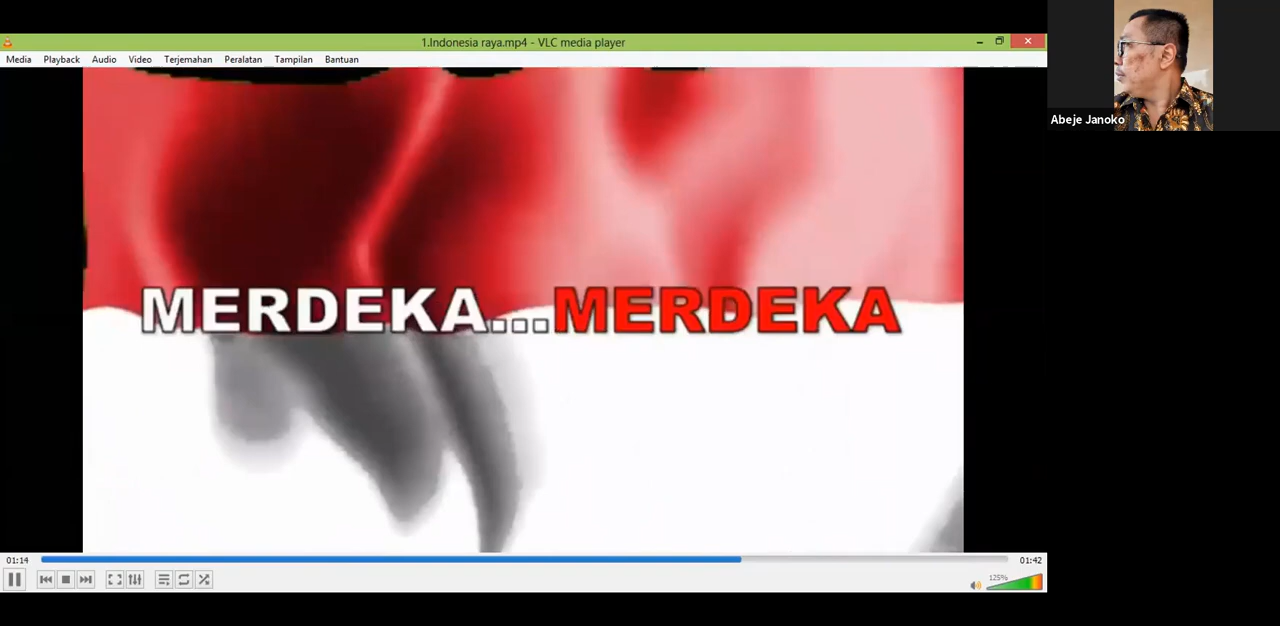 1.Indonesia raya.mp4 - VLC media player
Media Playback Audio Video Terjemahan Peralatan Tampilan Bantuan
Abeje Janoko
MERDEKA...MERDEKA
01:14
01:42
125%